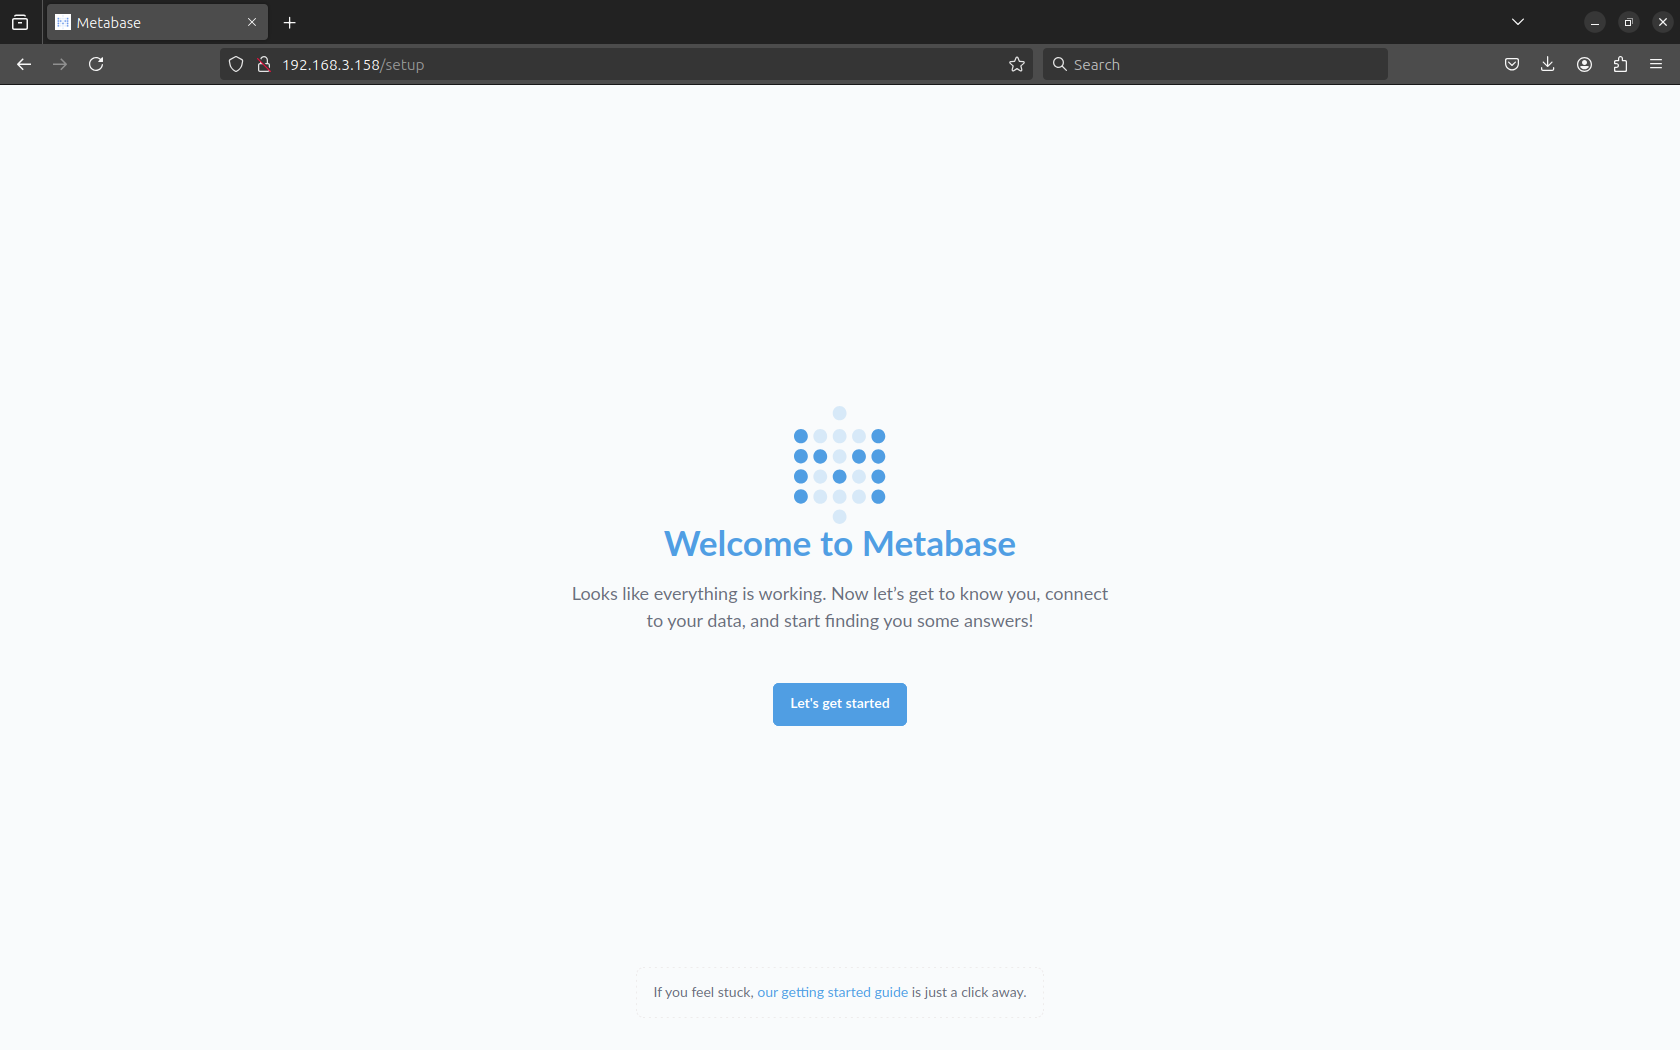 Metabase
192.168.3.158/setup
Search
Welcome to Metabase
Looks like everything is working. Now let’s get to know you, connect
to your data, and start finding you some answers!
Let's get started
If you feel stuck, our getting started guide is just a click away.